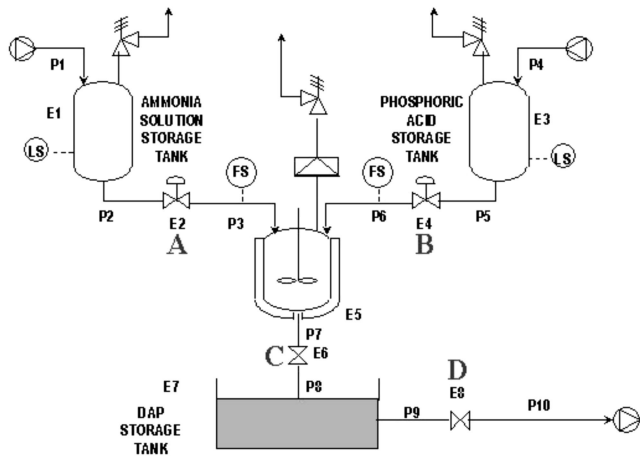 P1
P4
E1
AMMONIA
SOLUTION
STORAGE
TANK
PHOSPHORIC
ACID
STORAGE
TANK
E3
LS
LS
FS
FS
P2
E2
P3
P6
E4
P5
A
B
E5
P7
C
E6
D
E7
P8
E8
DAP
STORAGE
TANK
P9
P10